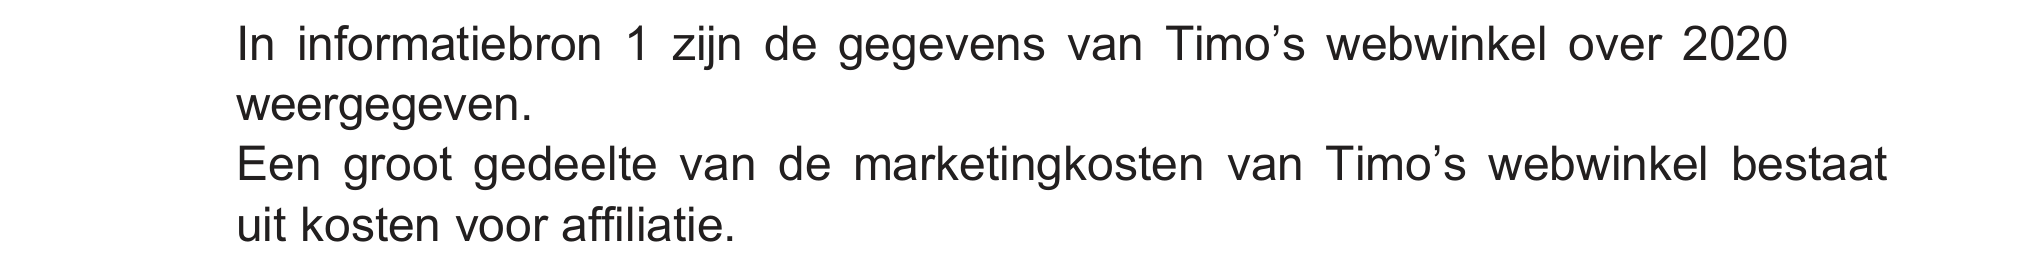 In informatiebron 1 zijn de gegevens van Timo’s webwinkel over 2020
weergegeven.
Een groot gedeelte van de marketingkosten van Timo’s webwinkel bestaat
uit kosten voor affiliatie.